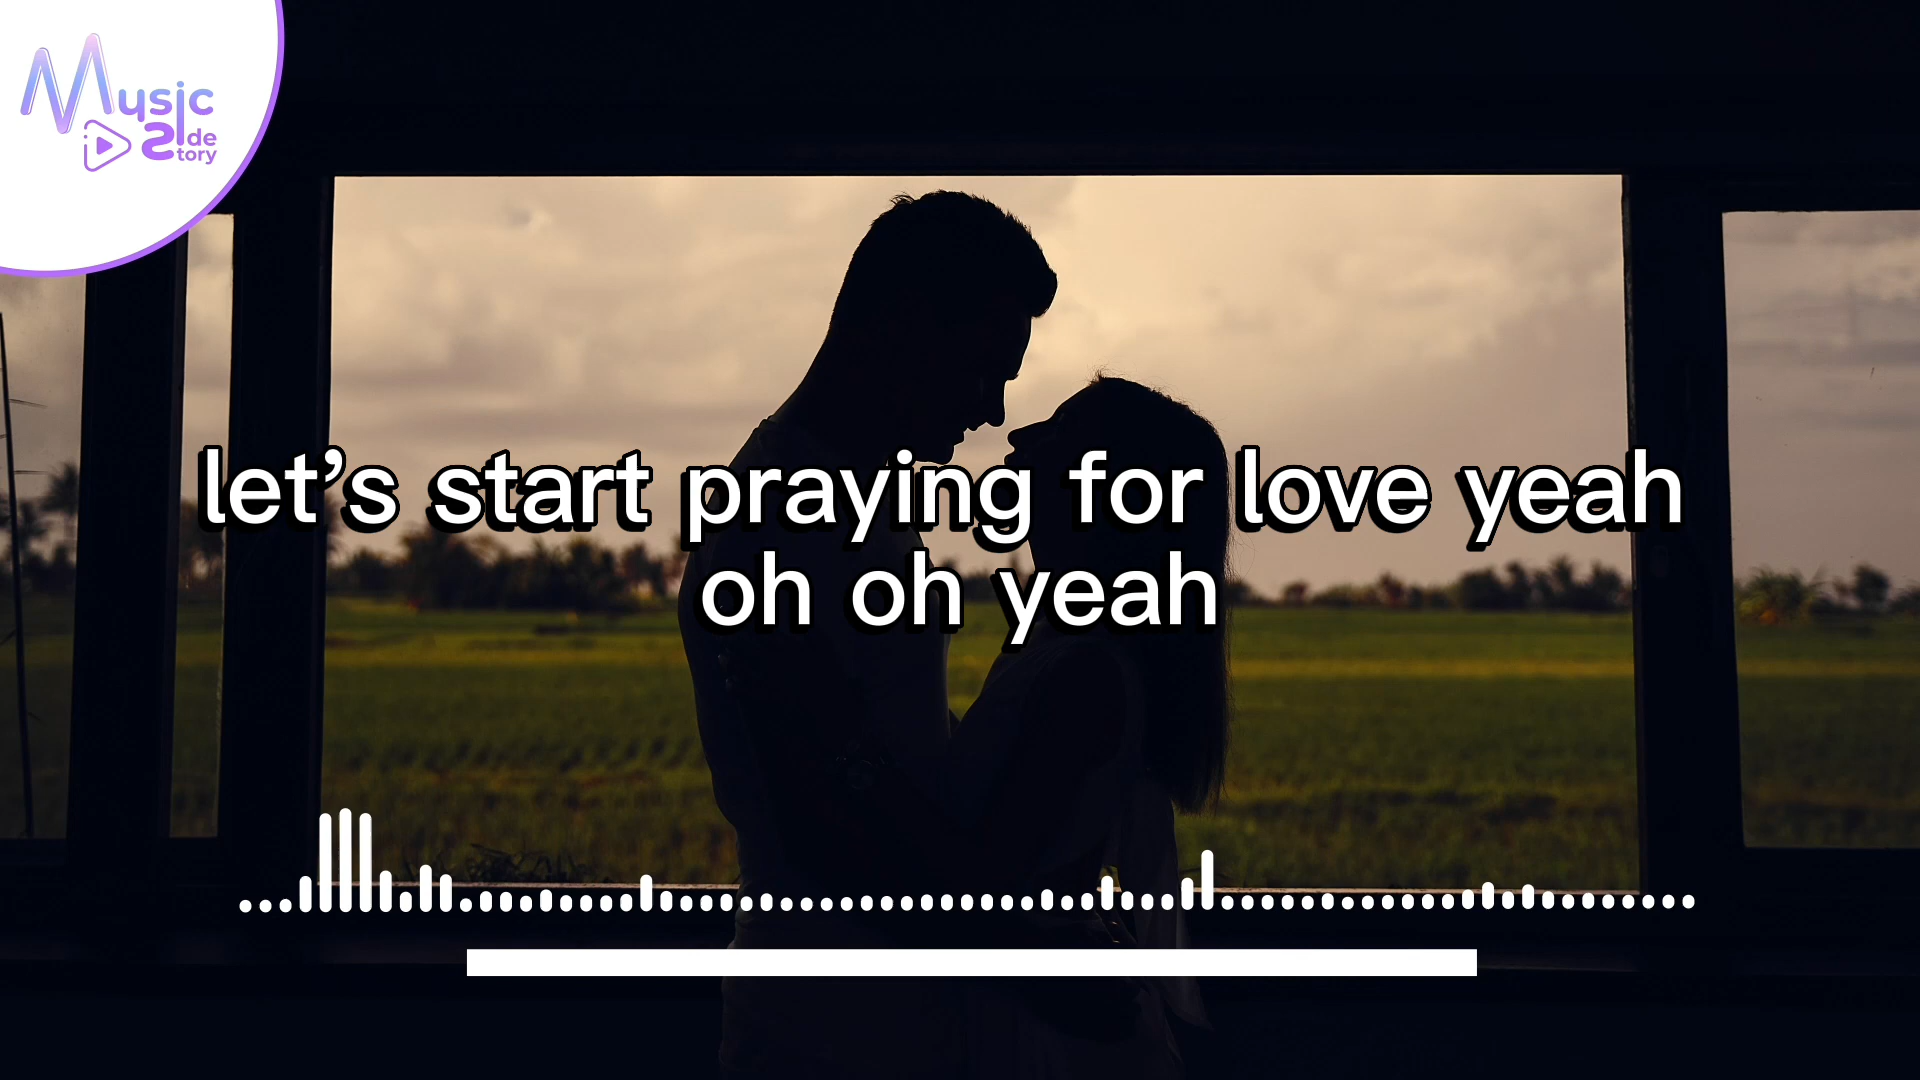 Music
Side
Story
let’s start praying for love yeah
oh oh yeah